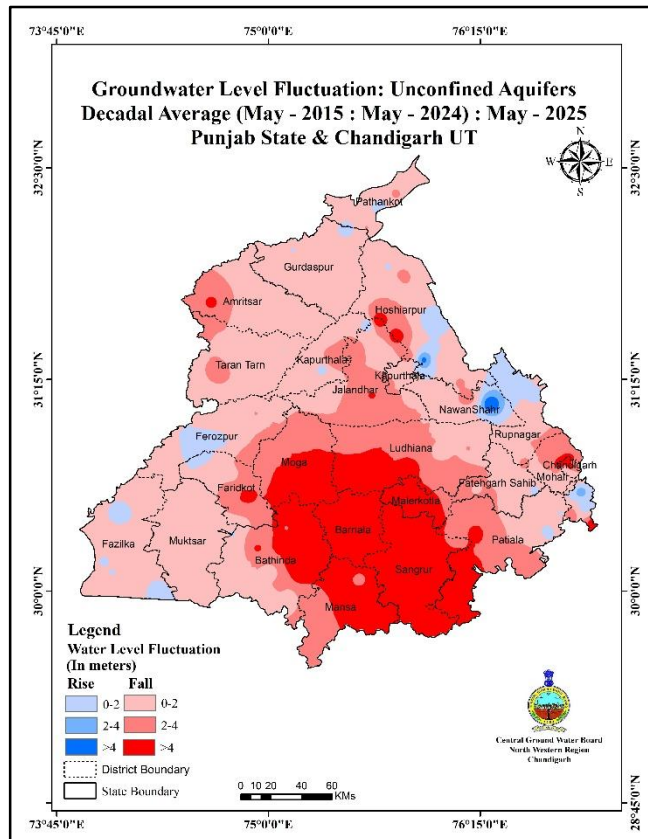 73°45'0"E 75°0'0"E 76°15'0"E
Groundwater Level Fluctuation: Unconfined Aquifers
Decadal Average (May - 2015 : May - 2024) : May - 2025
Punjab State & Chandigarh UT
N
W E
S
32°30'0"N 32°30'0"N
Pathankot
Gurdaspur
Amritsar
Hoshiarpur
Taran Tarn
Kapurthala
Kapurthala
Jalandhar
31°15'0"N 31°15'0"N
NawanShahr
Ferozpur
Rupnagar
Ludhiana
Moga
Chandigarh
Mohali
Faridkot
Fatehgarh Sahib
Malerkotla
Barnala
Patiala
Fazilka
Muktsar
Bathinda
Sangrur
30°0'0"N 30°0'0"N
Mansa
Legend
Water Level Fluctuation
(In meters)
Rise Fall
0-2 0-2
2-4 2-4
>4 >4
District Boundary
State Boundary
0 10 20 40 60
KMs
Central Ground Water Board
North Western Region
Chandigarh
28°45'0"N 28°45'0"N
73°45'0"E 75°0'0"E 76°15'0"E